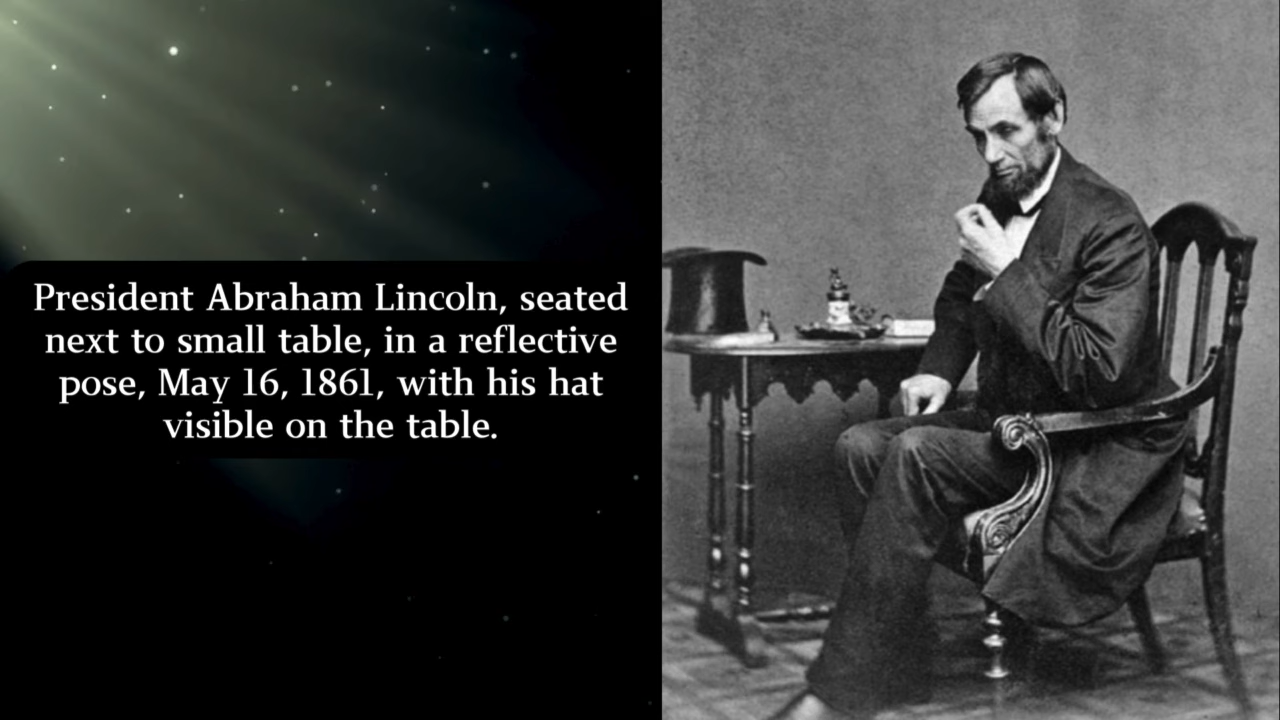 President Abraham Lincoln, seated
next to small table, in a reflective
pose, May 16, 1861, with his hat
visible on the table.